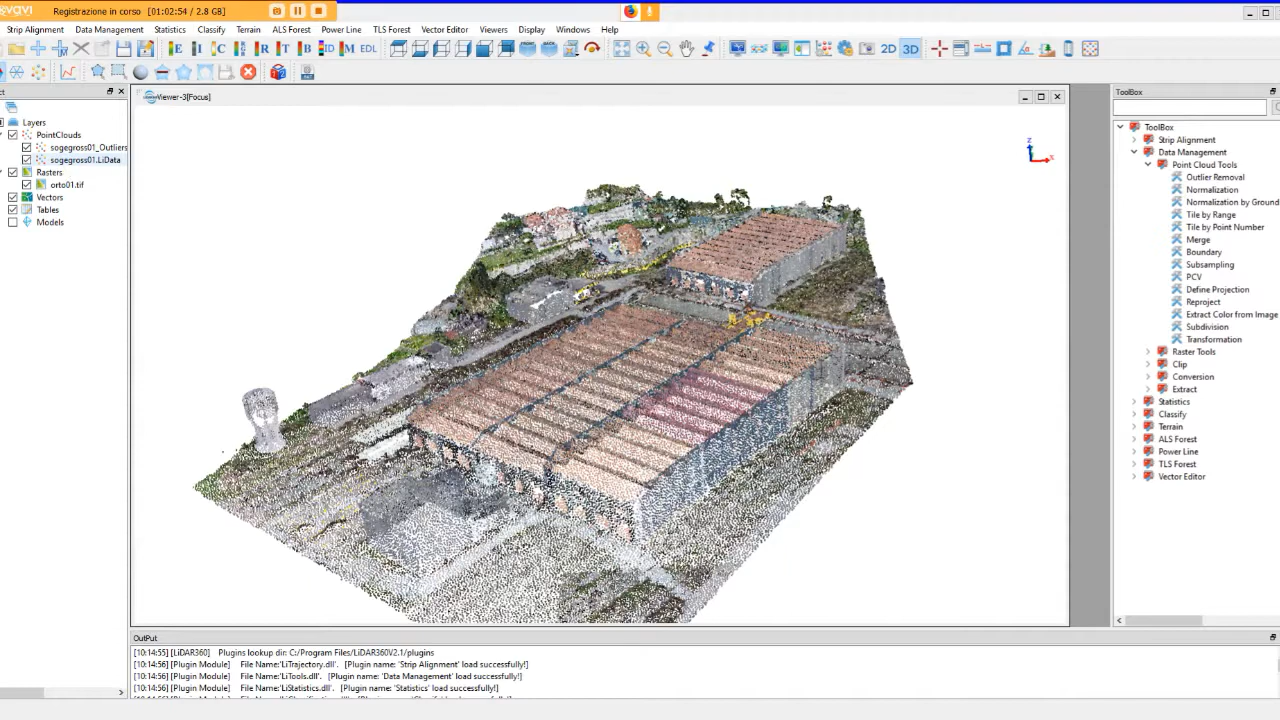 Registrazione in corso [01:02:54 / 2.8 GB]
Strip Alignment Data Management Statistics Classify Terrain ALS Forest Power Line TLS Forest Vector Editor Viewers Display Windows Help
E I C R T B ID M EDL 2D 3D
Viewer-3[Focus]
Layers
PointClouds
sogegross01_Outliers
sogegross01.LiData
Rasters
orto01.tif
Vectors
Tables
Models
Z
X
ToolBox
ToolBox
Strip Alignment
Data Management
Point Cloud Tools
Outlier Removal
Normalization
Normalization by Ground
Tile by Range
Tile by Point Number
Merge
Boundary
Subsampling
PCV
Define Projection
Reproject
Extract Color from Image
Subdivision
Transformation
Raster Tools
Clip
Conversion
Extract
Statistics
Classify
Terrain
ALS Forest
Power Line
TLS Forest
Vector Editor
OutPut
[10:14:55] [LiDAR360] Plugins lookup dir: C:/Program Files/LiDAR360V2.1/plugins
[10:14:56] [Plugin Module] File Name:'LiTrajectory.dll'. [Plugin name: 'Strip Alignment' load successfully!]
[10:14:56] [Plugin Module] File Name:'LiTools.dll'. [Plugin name: 'Data Management' load successfully!]
[10:14:56] [Plugin Module] File Name:'LiStatistics.dll'. [Plugin name: 'Statistics' load successfully!]